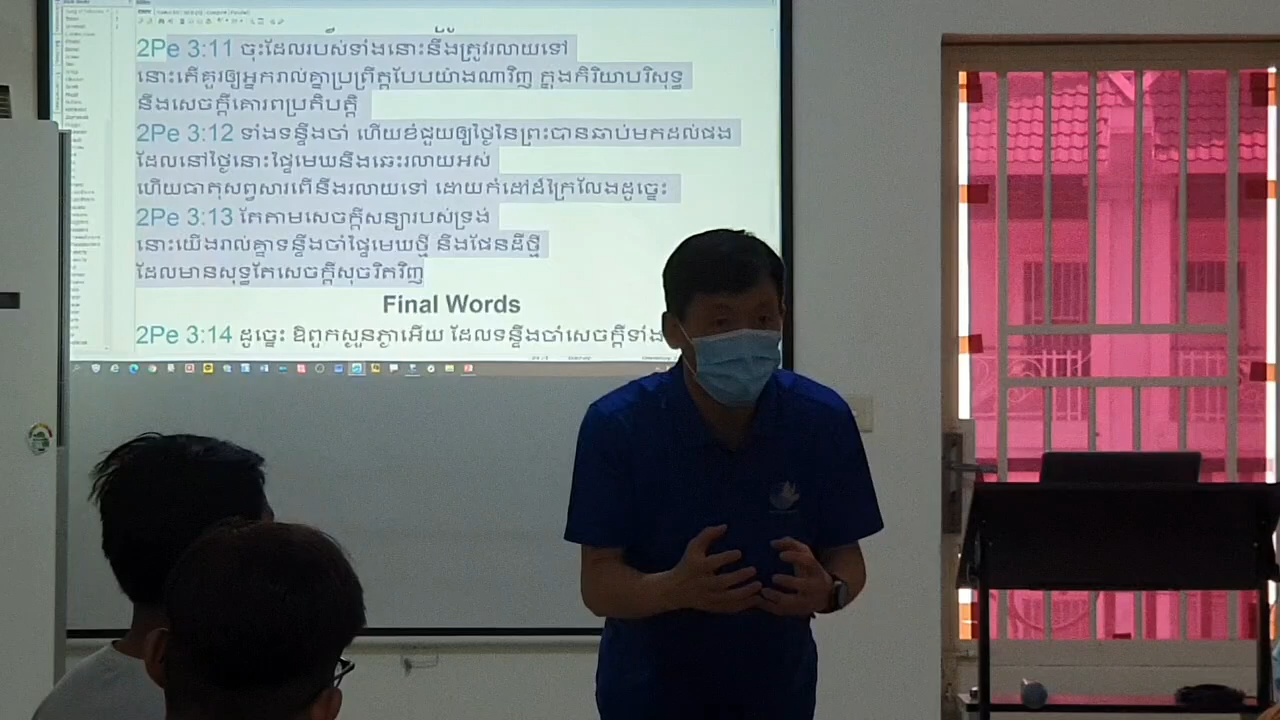 2Pe 3:11 ចុះដែលរបស់ទាំងនោះនឹងត្រូវរលាយទៅ
នោះតើគួរឲ្យអ្នករាល់គ្នាប្រព្រឹត្តបែបយ៉ាងណាវិញ ក្នុងកិរិយាបរិសុទ្ធ
នឹងសេចក្ដីគោរពប្រតិបត្តិ
2Pe 3:12 ទាំងទន្ទឹងចាំ ហើយខំជួយឲ្យថ្ងៃនៃព្រះបានឆាប់មកដល់ផង
ដែលនៅថ្ងៃនោះផ្ទៃមេឃនឹងឆេះរលាយអស់
ហើយធាតុសព្វសារពើនឹងរលាយទៅ ដោយកំដៅដ៏ក្រៃលែងដូច្នេះ
2Pe 3:13 តែតាមសេចក្ដីសន្យារបស់ទ្រង់
នោះយើងរាល់គ្នាទន្ទឹងចាំផ្ទៃមេឃថ្មី នឹងផែនដីថ្មី
ដែលមានសុទ្ធតែសេចក្ដីសុចរិតវិញ
Final Words
2Pe 3:14 ដូច្នេះ ឱពួកស្ងួនភ្ងាអើយ ដែលទន្ទឹងចាំសេចក្ដីទាំង